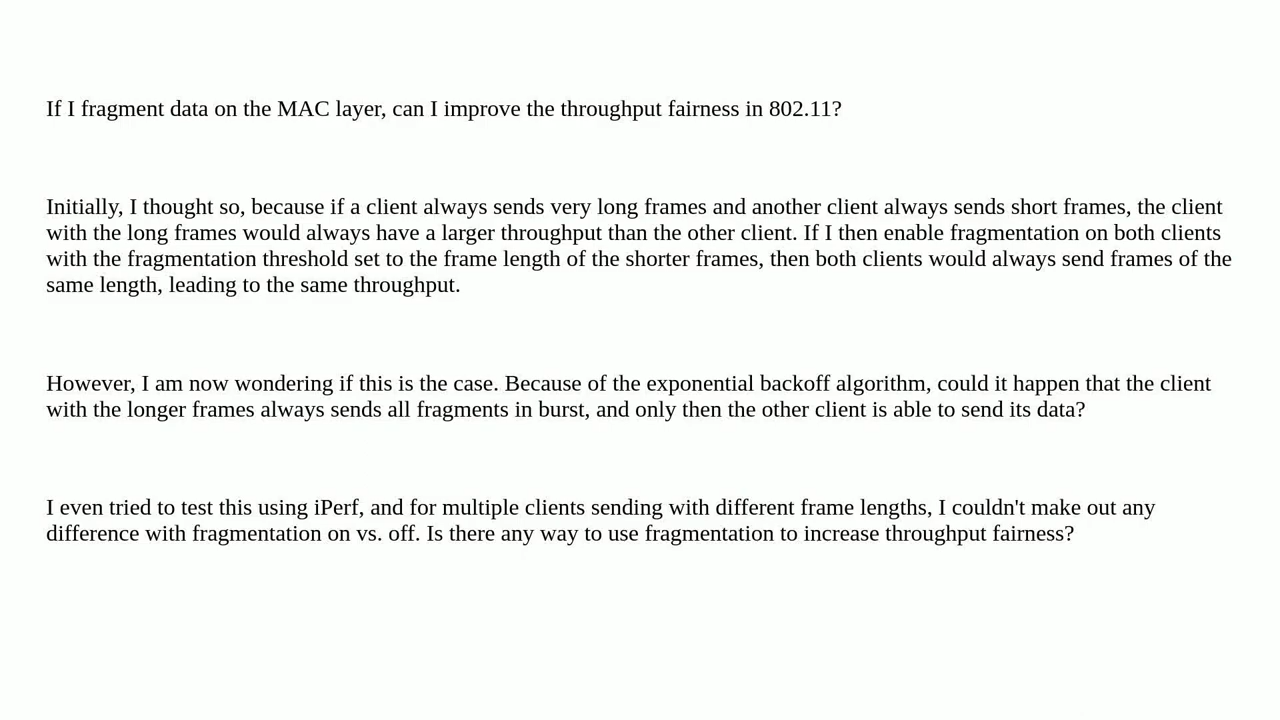 If I fragment data on the MAC layer, can I improve the throughput fairness in 802.11?
Initially, I thought so, because if a client always sends very long frames and another client always sends short frames, the client
with the long frames would always have a larger throughput than the other client. If I then enable fragmentation on both clients
with the fragmentation threshold set to the frame length of the shorter frames, then both clients would always send frames of the
same length, leading to the same throughput.
However, I am now wondering if this is the case. Because of the exponential backoff algorithm, could it happen that the client
with the longer frames always sends all fragments in burst, and only then the other client is able to send its data?
I even tried to test this using iPerf, and for multiple clients sending with different frame lengths, I couldn't make out any
difference with fragmentation on vs. off. Is there any way to use fragmentation to increase throughput fairness?